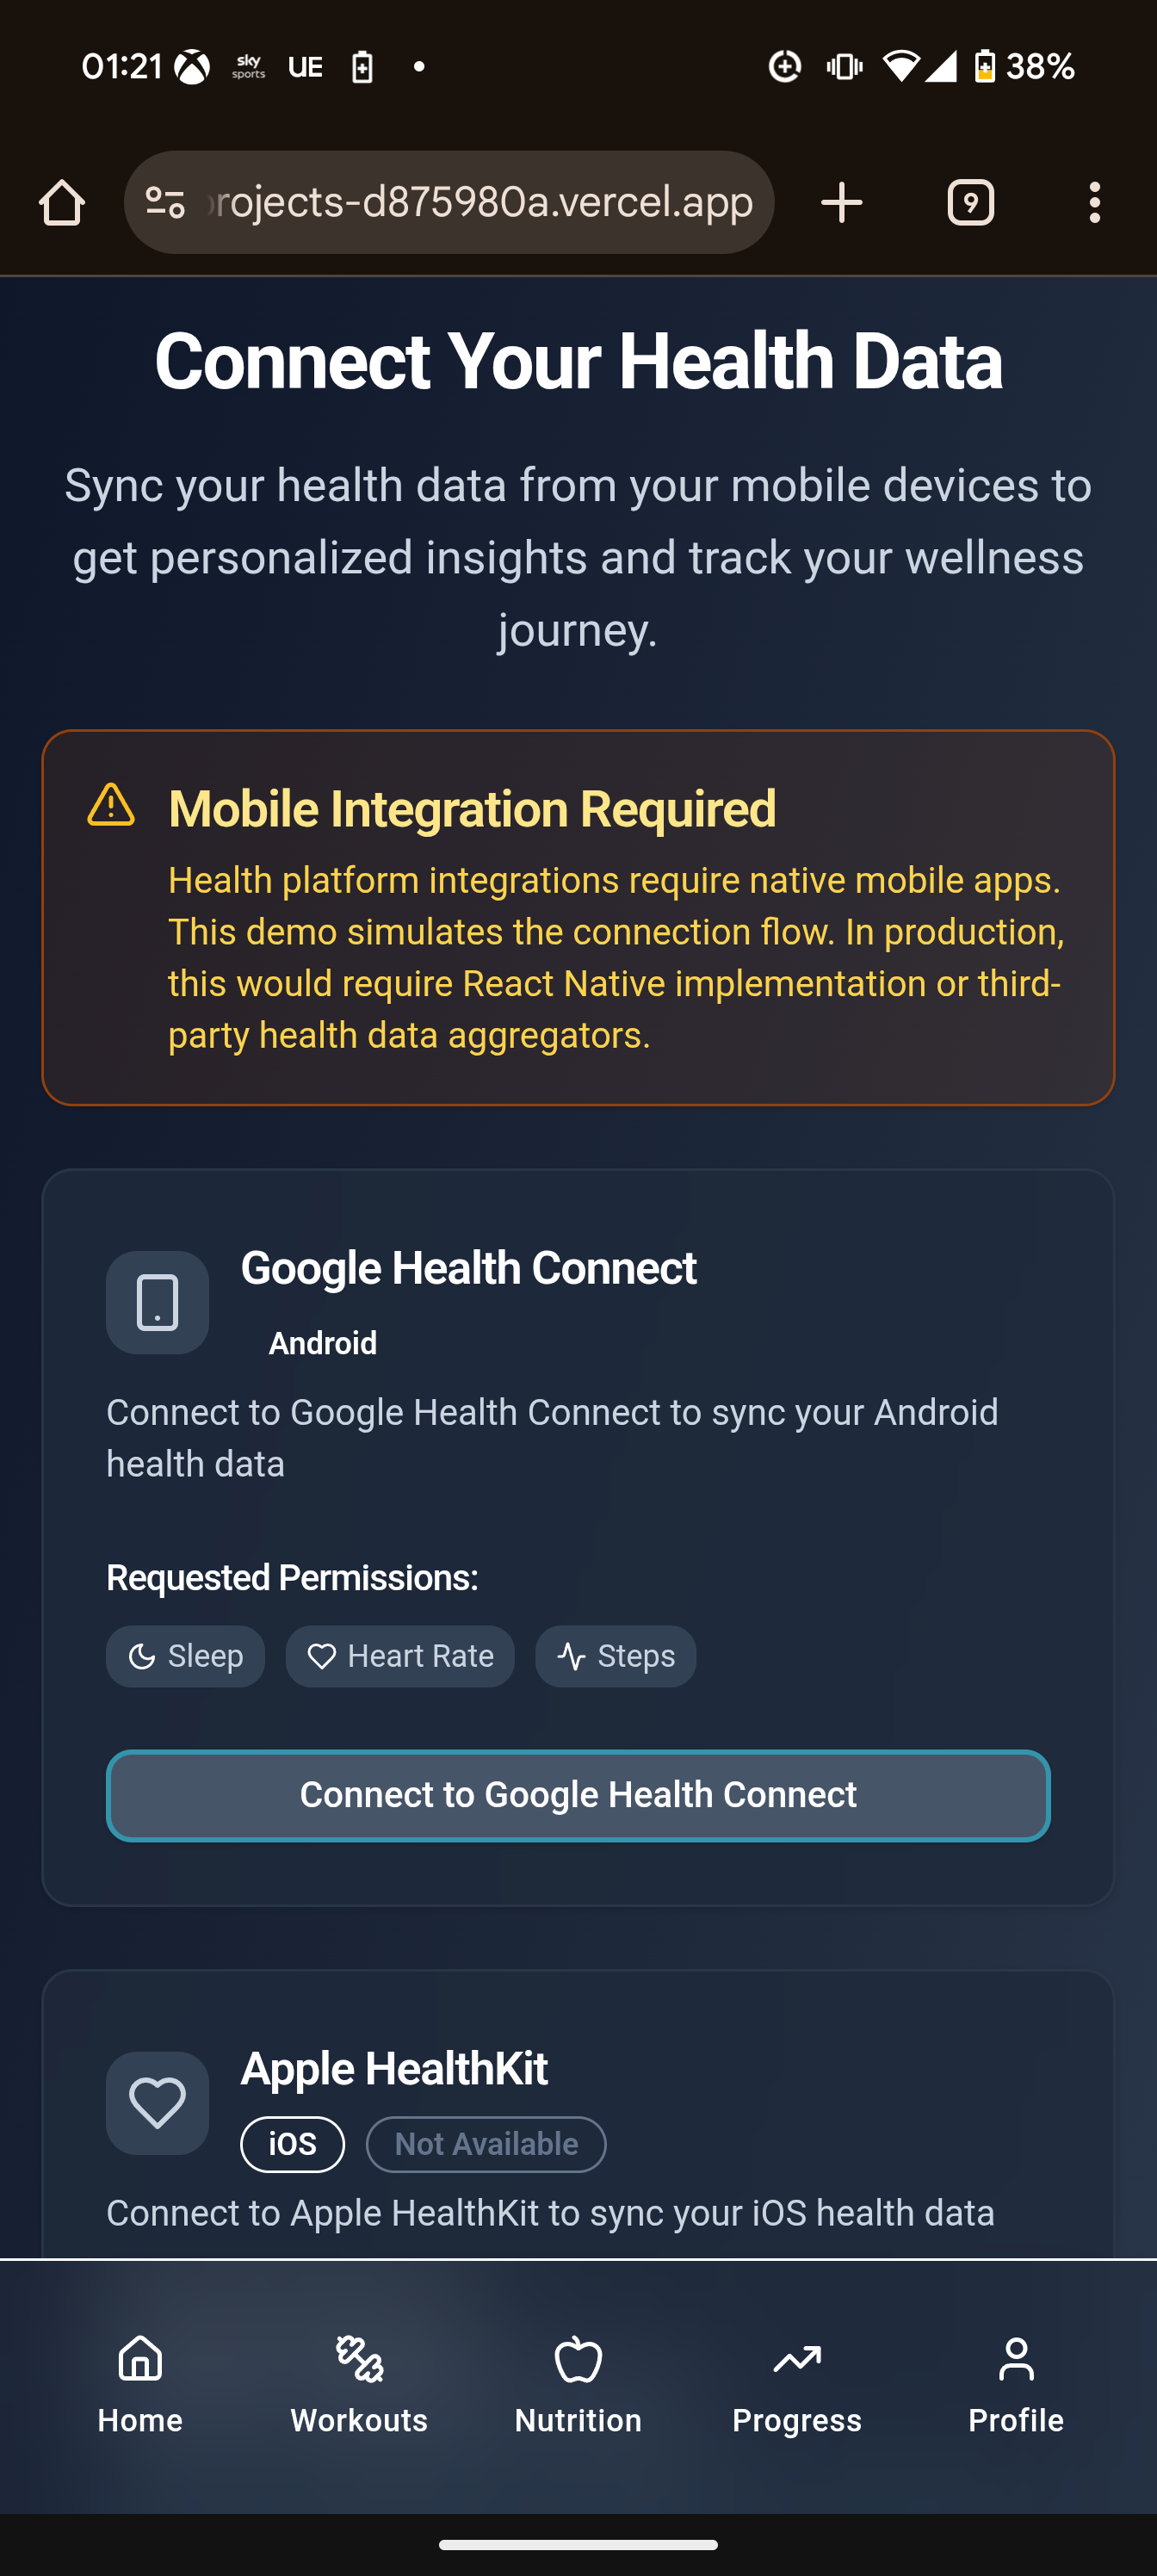 01:21 sky sports UE 38%
rojects-d875980a.vercel.app 9
Connect Your Health Data
Sync your health data from your mobile devices to
get personalized insights and track your wellness
journey.
Mobile Integration Required
Health platform integrations require native mobile apps.
This demo simulates the connection flow. In production,
this would require React Native implementation or third-
party health data aggregators.
Google Health Connect
Android
Connect to Google Health Connect to sync your Android
health data
Requested Permissions:
Sleep Heart Rate Steps
Connect to Google Health Connect
Apple HealthKit
iOS Not Available
Connect to Apple HealthKit to sync your iOS health data
Home Workouts Nutrition Progress Profile